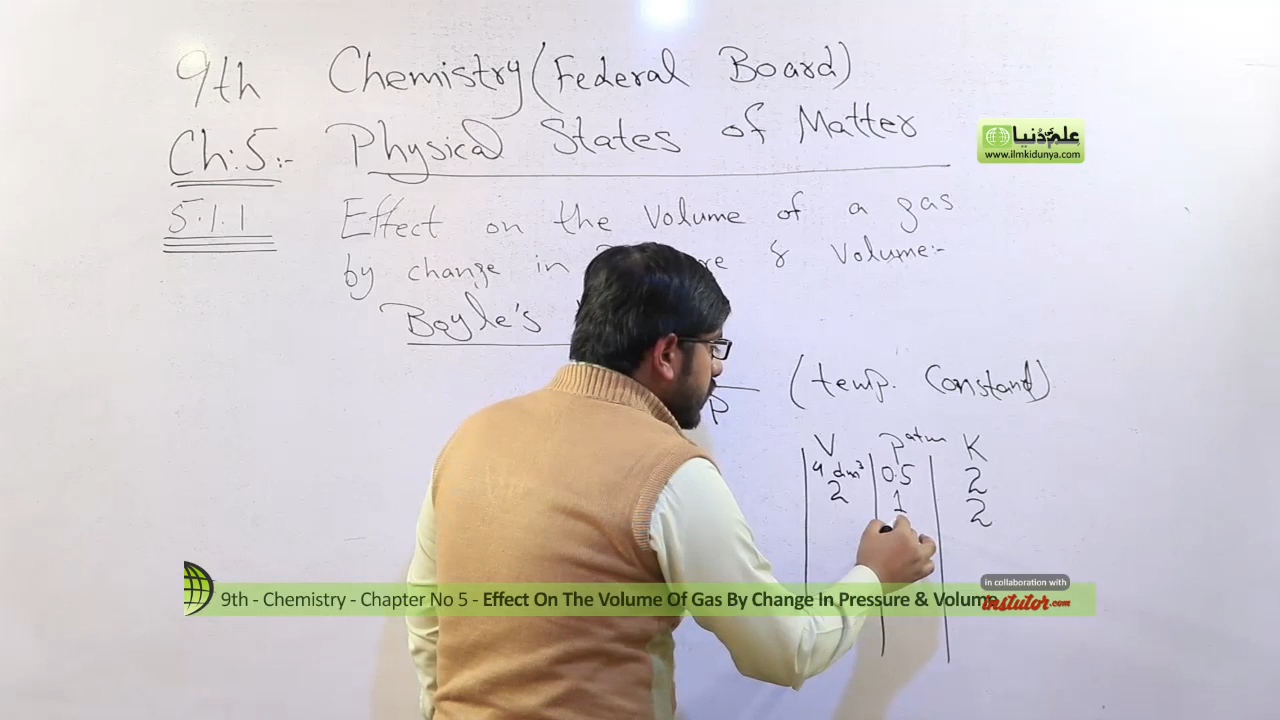 9th Chemistry (Federal Board)
Ch:5:- Physical States of Matter
5.1.1 Effect on the Volume of a gas
by change in & Volume:-
Boyle's
P (temp. Constant)
V P atm K
4 dm³ 0.5 2
2 1 2
علم کی دنیا
www.ilmkidunya.com
in collaboration with
9th - Chemistry - Chapter No 5 - Effect On The Volume Of Gas By Change In Pressure & Volume
instutor.com